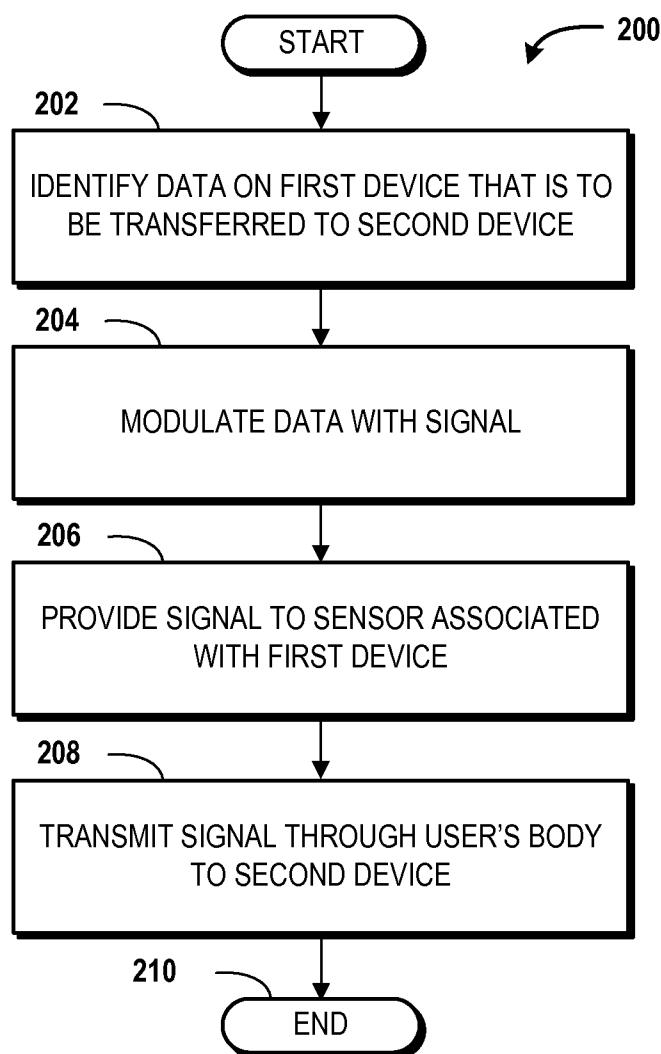 START
200
202
IDENTIFY DATA ON FIRST DEVICE THAT IS TO
BE TRANSFERRED TO SECOND DEVICE
204
MODULATE DATA WITH SIGNAL
206
PROVIDE SIGNAL TO SENSOR ASSOCIATED
WITH FIRST DEVICE
208
TRANSMIT SIGNAL THROUGH USER'S BODY
TO SECOND DEVICE
210
END